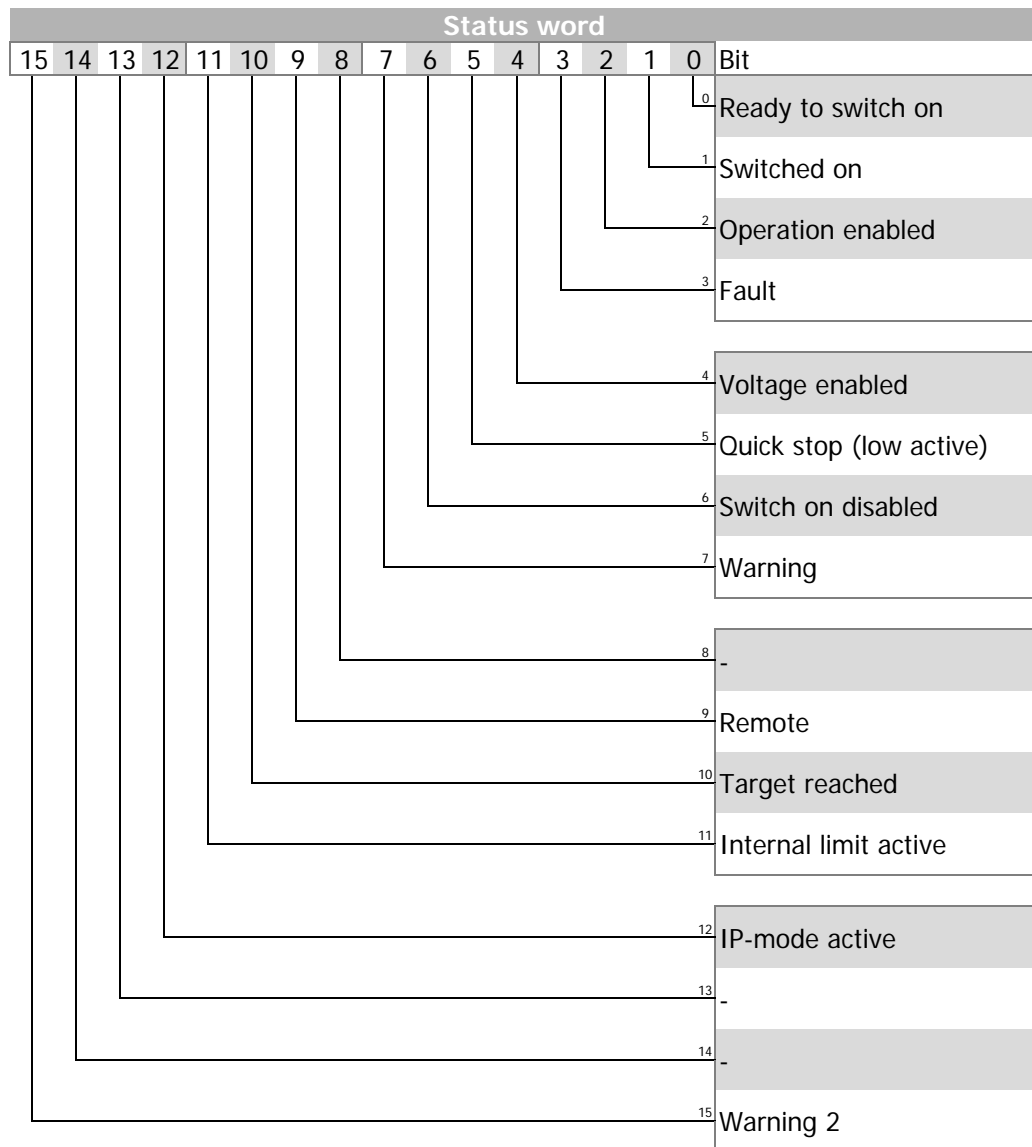 Status word
15 14 13 12 11 10 9 8 7 6 5 4 3 2 1 0 Bit
0 Ready to switch on
1 Switched on
2 Operation enabled
3 Fault
4 Voltage enabled
5 Quick stop (low active)
6 Switch on disabled
7 Warning
8 -
9 Remote
10 Target reached
11 Internal limit active
12 IP-mode active
13 -
14 -
15 Warning 2